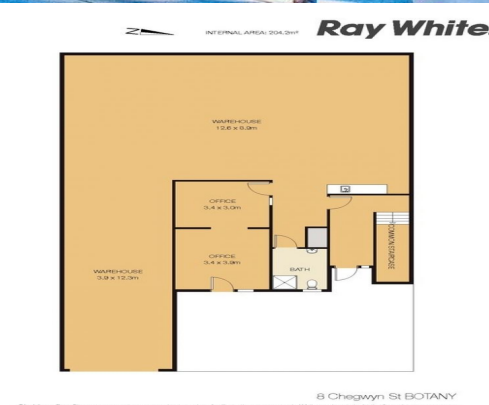 Ray White
Z
INTERNAL AREA: 204.3m²
WAREHOUSE
12.6 x 8.9m
OFFICE
3.4 x 3.0m
OFFICE
3.4 x 3.9m
COMMON STAIRCASE
BATH
WAREHOUSE
3.9 x 12.3m
8 Chegwyn St BOTANY